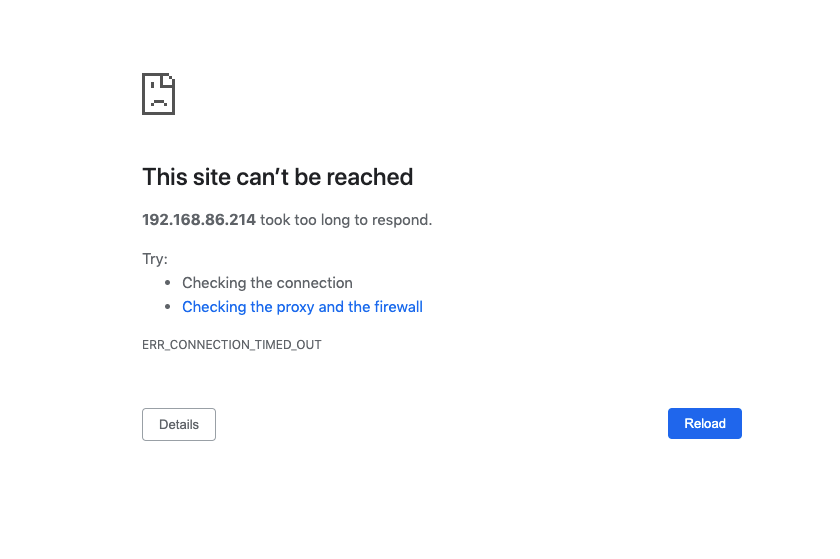 This site can’t be reached
192.168.86.214 took too long to respond.
Try:
• Checking the connection
• Checking the proxy and the firewall
ERR_CONNECTION_TIMED_OUT
Details
Reload